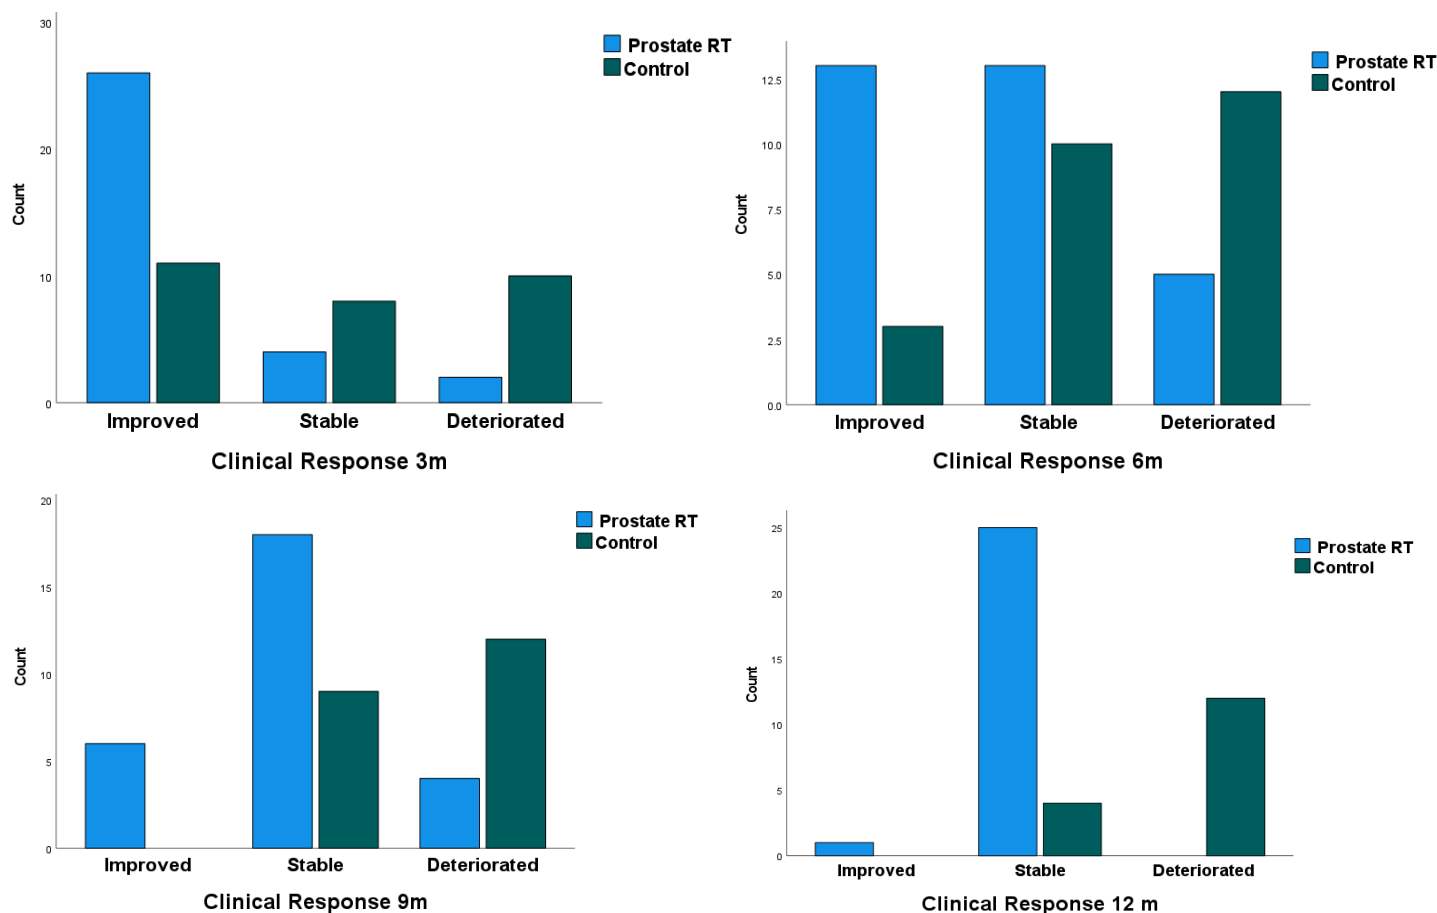 30
20
10
0
Count
Prostate RT
Control
Improved Stable Deteriorated
Clinical Response 3m
12.5
10.0
7.5
5.0
2.5
0.0
Count
Prostate RT
Control
Improved Stable Deteriorated
Clinical Response 6m
20
15
10
5
0
Count
Prostate RT
Control
Improved Stable Deteriorated
Clinical Response 9m
25
20
15
10
5
0
Count
Prostate RT
Control
Improved Stable Deteriorated
Clinical Response 12 m